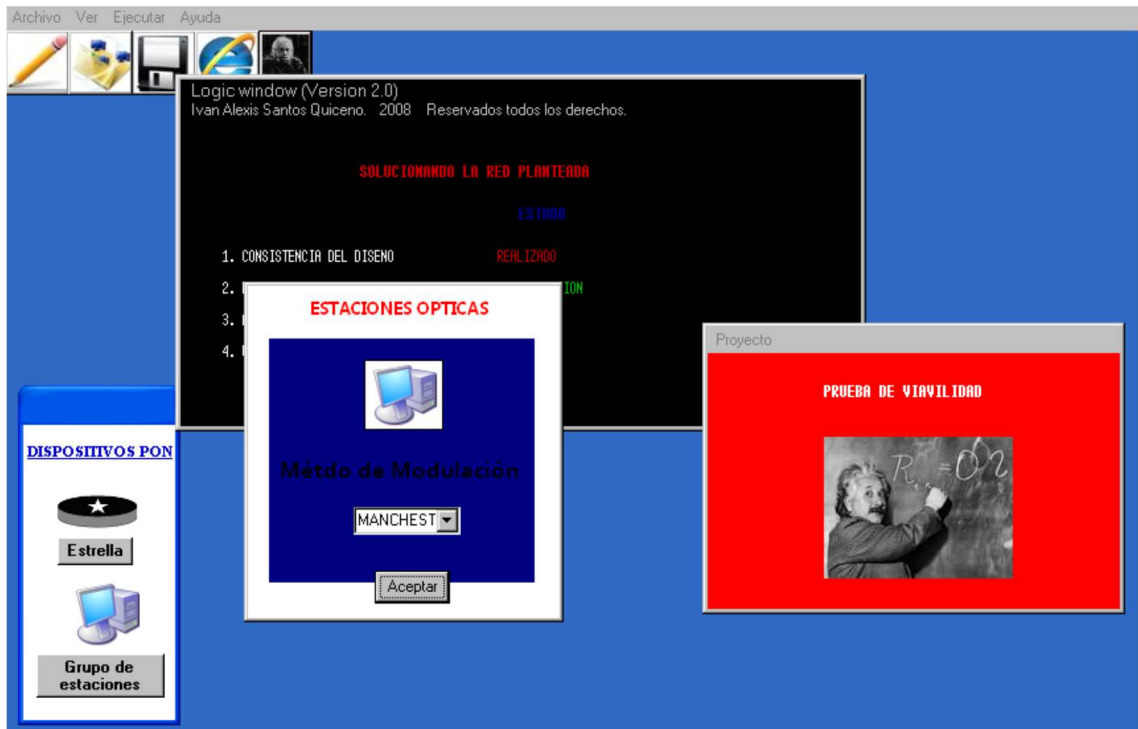 Archivo Ver Ejecutar Ayuda
Logic window (Version 2.0)
Ivan Alexis Santos Quiceno. 2008 Reservados todos los derechos.
SOLUCIONANDO LA RED PLANTEADA
ESTADO
1. CONSISTENCIA DEL DISENO REALIZADO
2. ION
3.
4.
ESTACIONES OPTICAS
Métdo de Modulación
MANCHEST
Aceptar
Proyecto
PRUEBA DE VIAVILIDAD
DISPOSITIVOS PON
Estrella
Grupo de
estaciones